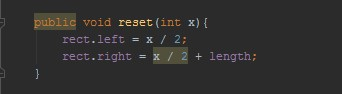 public void reset(int x){
rect.left = x / 2;
rect.right = x / 2 + length;
}